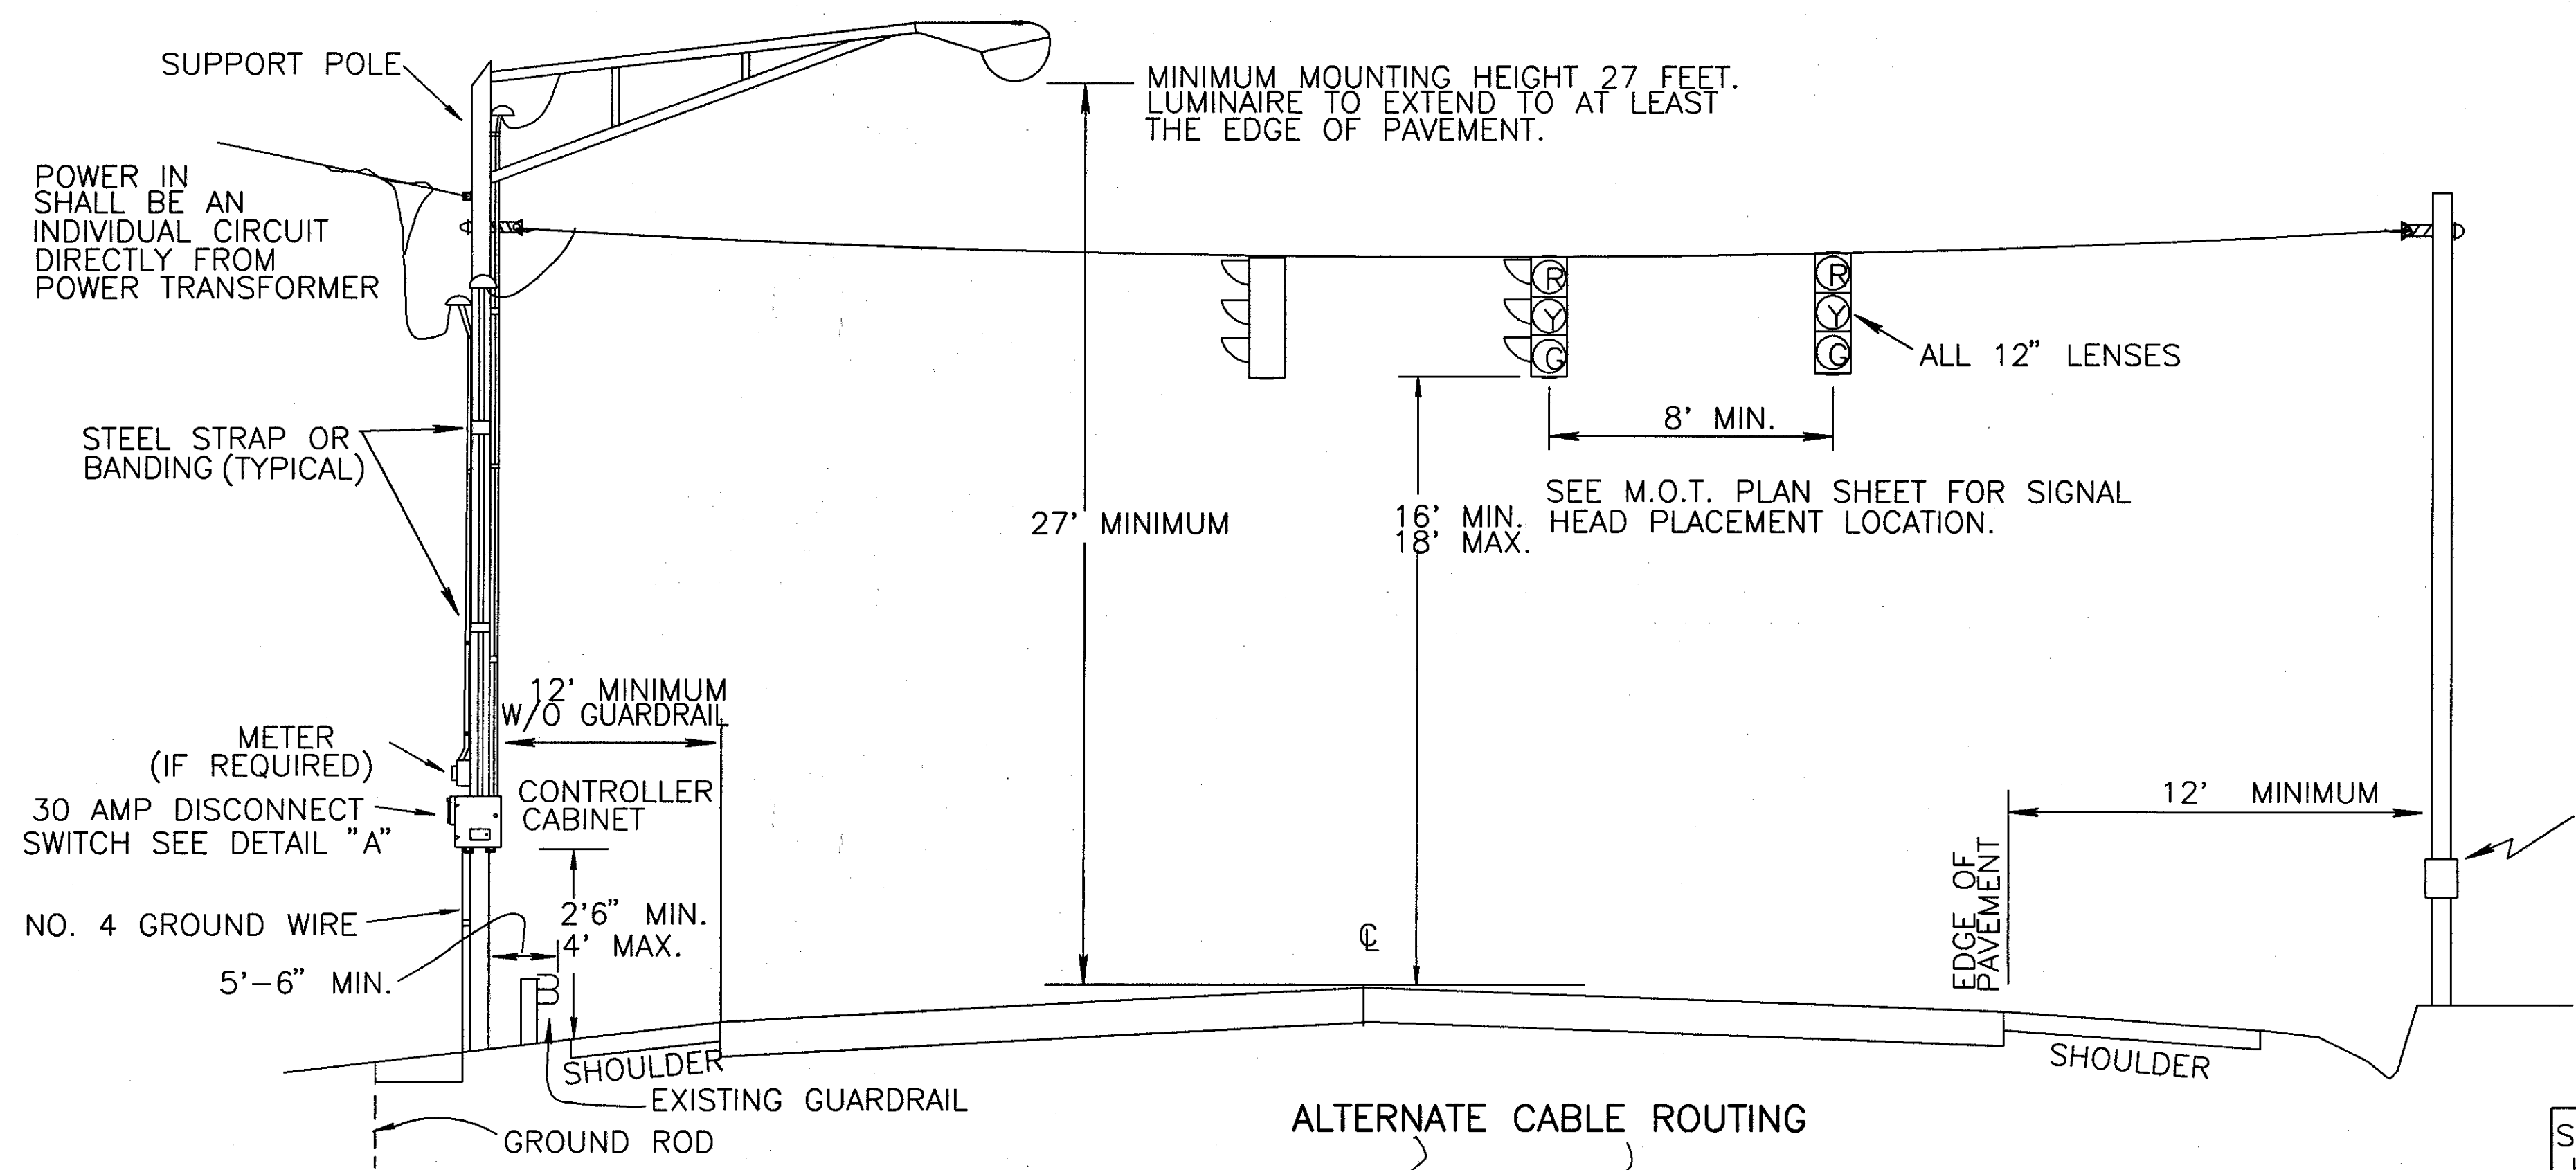 SUPPORT POLE
MINIMUM MOUNTING HEIGHT 27 FEET.
LUMINAIRE TO EXTEND TO AT LEAST
THE EDGE OF PAVEMENT.
POWER IN
SHALL BE AN
INDIVIDUAL CIRCUIT
DIRECTLY FROM
POWER TRANSFORMER
R
Y
G
R
Y
G
ALL 12" LENSES
8' MIN.
STEEL STRAP OR
BANDING (TYPICAL)
SEE M.O.T. PLAN SHEET FOR SIGNAL
HEAD PLACEMENT LOCATION.
27' MINIMUM
16' MIN.
18' MAX.
12' MINIMUM
W/O GUARDRAIL
METER
(IF REQUIRED)
CONTROLLER
CABINET
30 AMP DISCONNECT
SWITCH SEE DETAIL "A"
12' MINIMUM
EDGE OF
PAVEMENT
2'6" MIN.
4' MAX.
NO. 4 GROUND WIRE
℄
5'-6" MIN.
SHOULDER
SHOULDER
EXISTING GUARDRAIL
GROUND ROD
ALTERNATE CABLE ROUTING